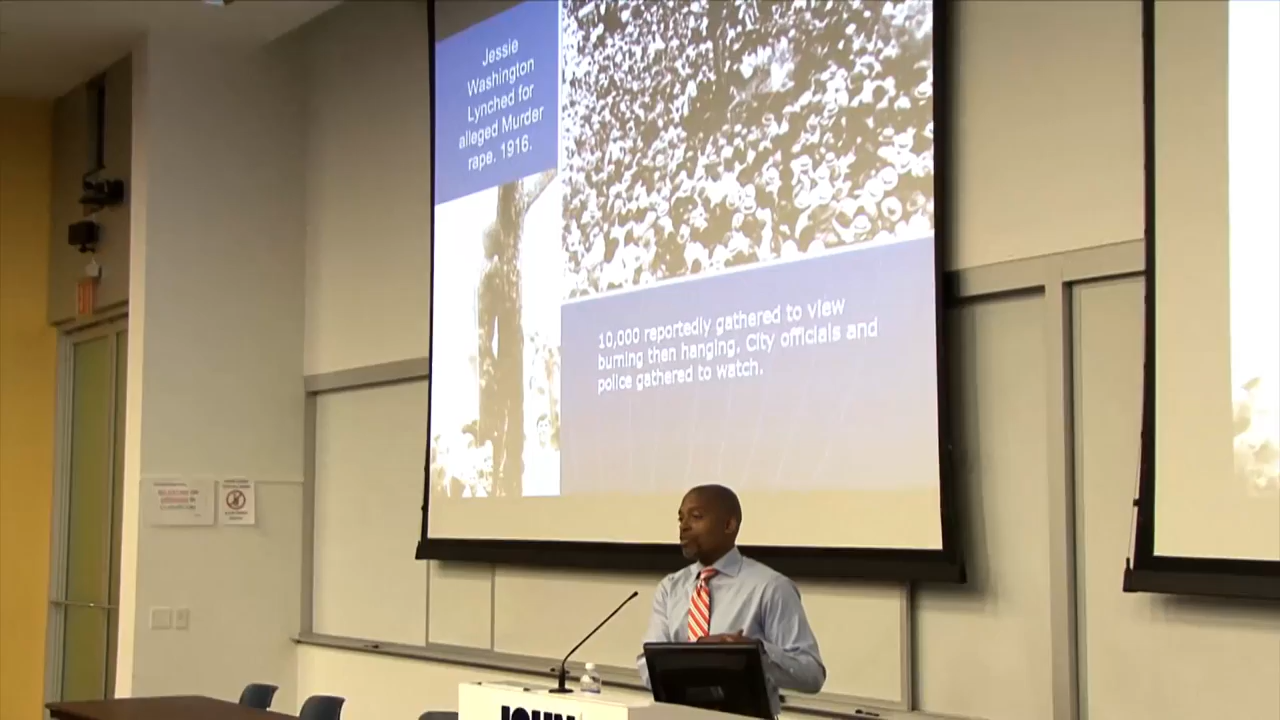 Jessie
Washington
Lynched for
alleged Murder
rape. 1916.
10,000 reportedly gathered to view
burning then hanging. City officials and
police gathered to watch.